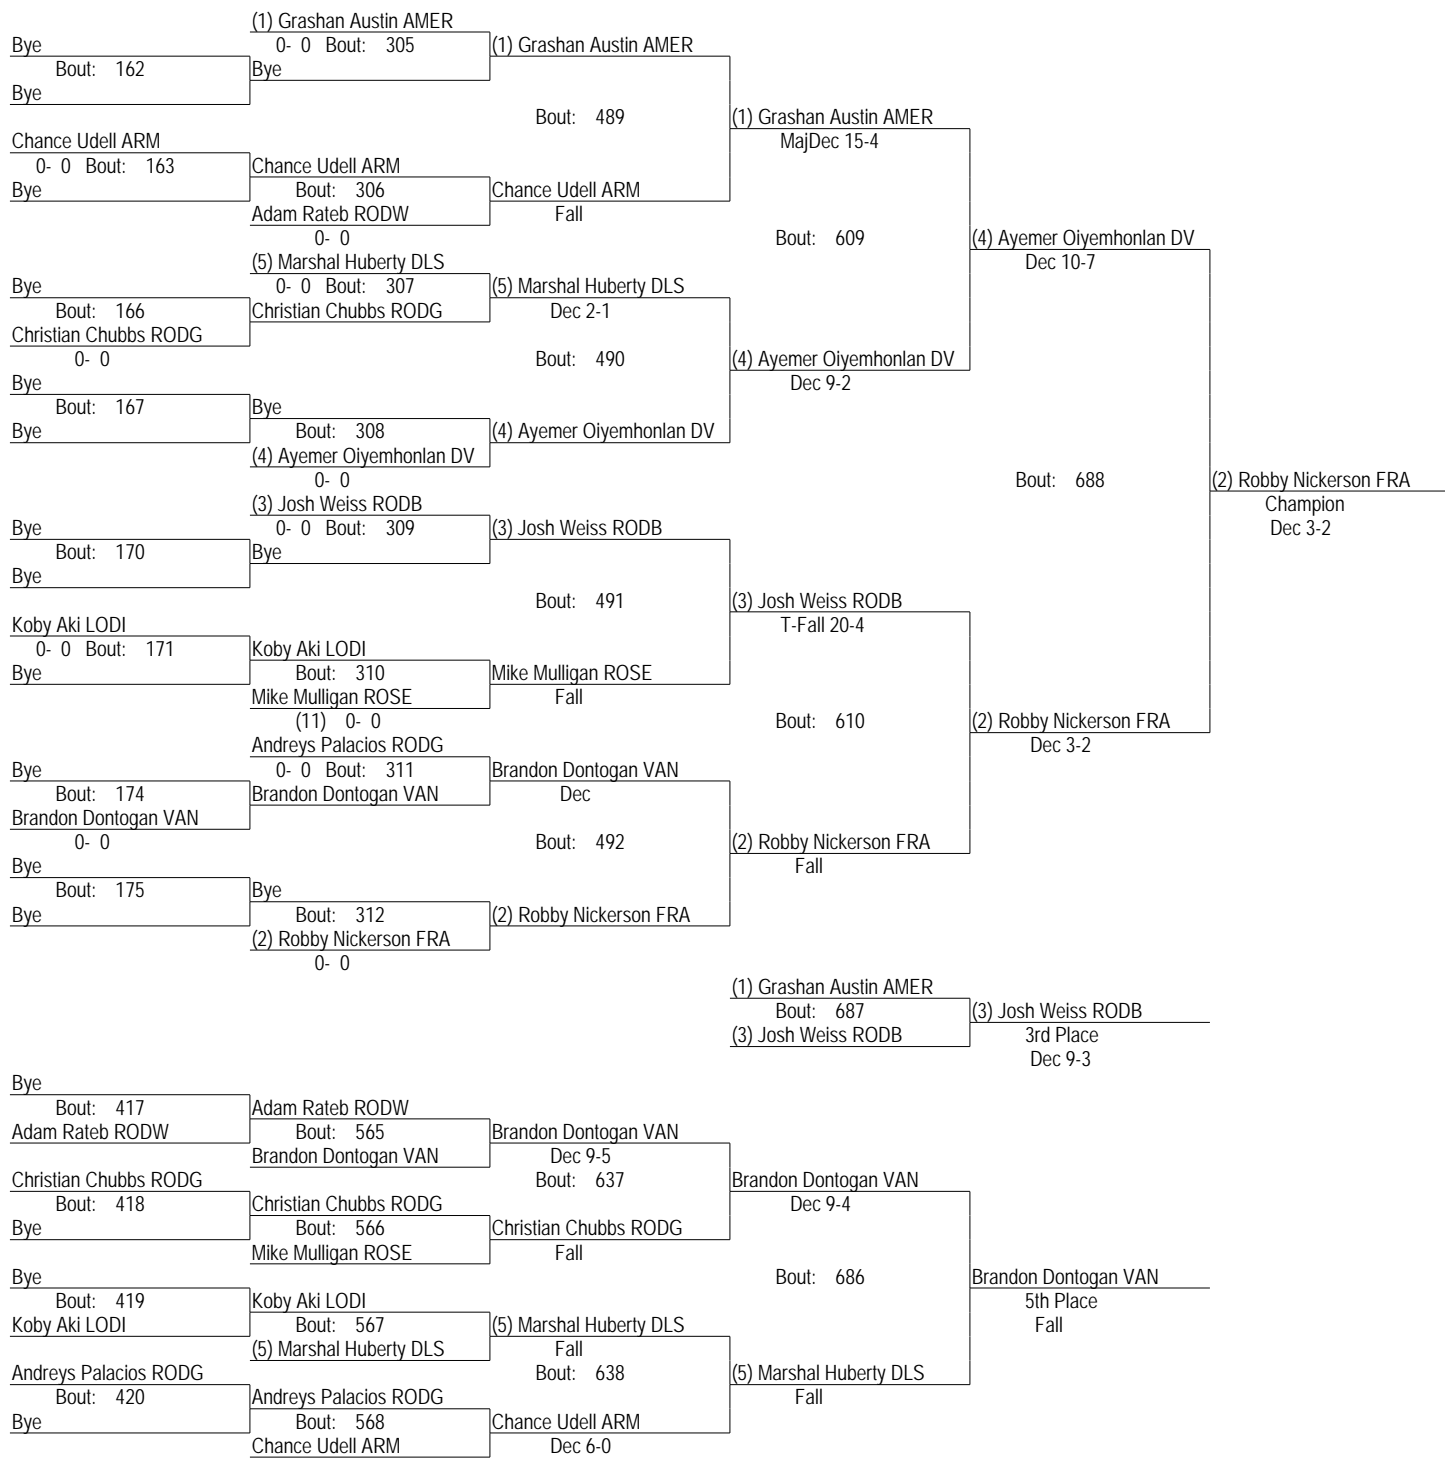 (1) Grashan Austin AMER
Bye 0- 0 Bout: 305 (1) Grashan Austin AMER
Bout: 162 Bye
Bye
Bout: 489 (1) Grashan Austin AMER
Chance Udell ARM MajDec 15-4
0- 0 Bout: 163 Chance Udell ARM
Bye Bout: 306 Chance Udell ARM
Adam Rateb RODW Fall
0- 0 Bout: 609 (4) Ayemer Oiyemhonlan DV
(5) Marshal Huberty DLS Dec 10-7
Bye 0- 0 Bout: 307 (5) Marshal Huberty DLS
Bout: 166 Christian Chubbs RODG Dec 2-1
Christian Chubbs RODG
0- 0 Bout: 490 (4) Ayemer Oiyemhonlan DV
Bye Dec 9-2
Bout: 167 Bye
Bye Bout: 308 (4) Ayemer Oiyemhonlan DV
(4) Ayemer Oiyemhonlan DV
0- 0 Bout: 688 (2) Robby Nickerson FRA
(3) Josh Weiss RODB Champion
Bye 0- 0 Bout: 309 (3) Josh Weiss RODB Dec 3-2
Bout: 170 Bye
Bye
Bout: 491 (3) Josh Weiss RODB
Koby Aki LODI T-Fall 20-4
0- 0 Bout: 171 Koby Aki LODI
Bye Bout: 310 Mike Mulligan ROSE
Mike Mulligan ROSE Fall
(11) 0- 0 Bout: 610 (2) Robby Nickerson FRA
Andreys Palacios RODG Dec 3-2
Bye 0- 0 Bout: 311 Brandon Dontogan VAN
Bout: 174 Brandon Dontogan VAN Dec
Brandon Dontogan VAN
0- 0 Bout: 492 (2) Robby Nickerson FRA
Bye Fall
Bout: 175 Bye
Bye Bout: 312 (2) Robby Nickerson FRA
(2) Robby Nickerson FRA
0- 0
(1) Grashan Austin AMER
Bout: 687 (3) Josh Weiss RODB
(3) Josh Weiss RODB 3rd Place
Dec 9-3
Bye
Bout: 417 Adam Rateb RODW
Adam Rateb RODW Bout: 565 Brandon Dontogan VAN
Brandon Dontogan VAN Dec 9-5
Christian Chubbs RODG Bout: 637 Brandon Dontogan VAN
Bout: 418 Christian Chubbs RODG Dec 9-4
Bye Bout: 566 Christian Chubbs RODG
Mike Mulligan ROSE Fall
Bye Bout: 686 Brandon Dontogan VAN
Bout: 419 Koby Aki LODI 5th Place
Koby Aki LODI Bout: 567 (5) Marshal Huberty DLS Fall
(5) Marshal Huberty DLS Fall
Andreys Palacios RODG Bout: 638 (5) Marshal Huberty DLS
Bout: 420 Andreys Palacios RODG Fall
Bye Bout: 568 Chance Udell ARM
Chance Udell ARM Dec 6-0